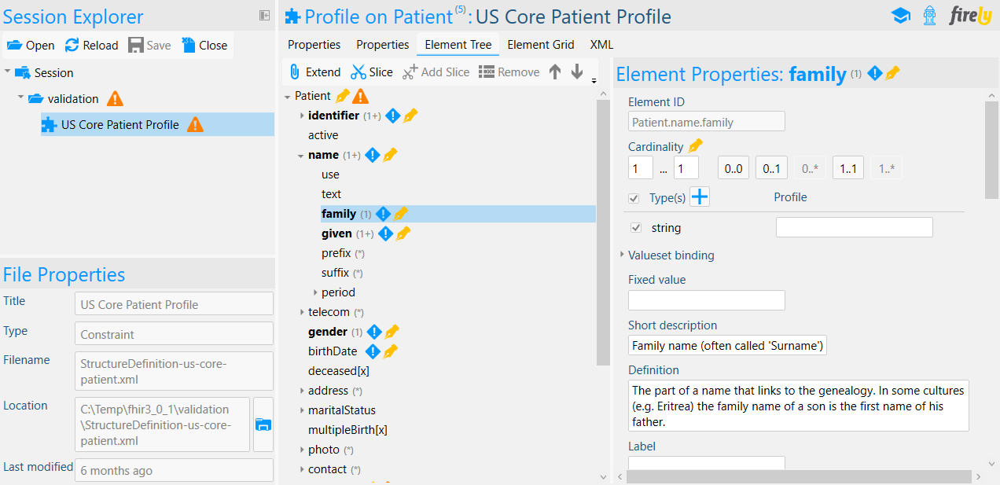 Session Explorer
Open Reload Save Close
Session
validation
US Core Patient Profile
File Properties
Title US Core Patient Profile
Type Constraint
Filename StructureDefinition-us-core-
patient.xml
Location C:\Temp\fhir3_0_1\validation
\StructureDefinition-us-core-
patient.xml
Last modified 6 months ago
Profile on Patient(5): US Core Patient Profile
firely
Properties Properties Element Tree Element Grid XML
Extend Slice Add Slice Remove
Patient
identifier (1+)
active
name (1+)
use
text
family (1)
given (1+)
prefix (*)
suffix (*)
period
telecom (*)
gender (1)
birthDate
deceased[x]
address (*)
maritalStatus
multipleBirth[x]
photo (*)
contact (*)
Element Properties: family (1)
Element ID
Patient.name.family
Cardinality
1 ... 1 0..0 0..1 0..* 1..1 1..*
Type(s) Profile
string
Valueset binding
Fixed value
Short description
Family name (often called 'Surname')
Definition
The part of a name that links to the genealogy. In some cultures
(e.g. Eritrea) the family name of a son is the first name of his
father.
Label